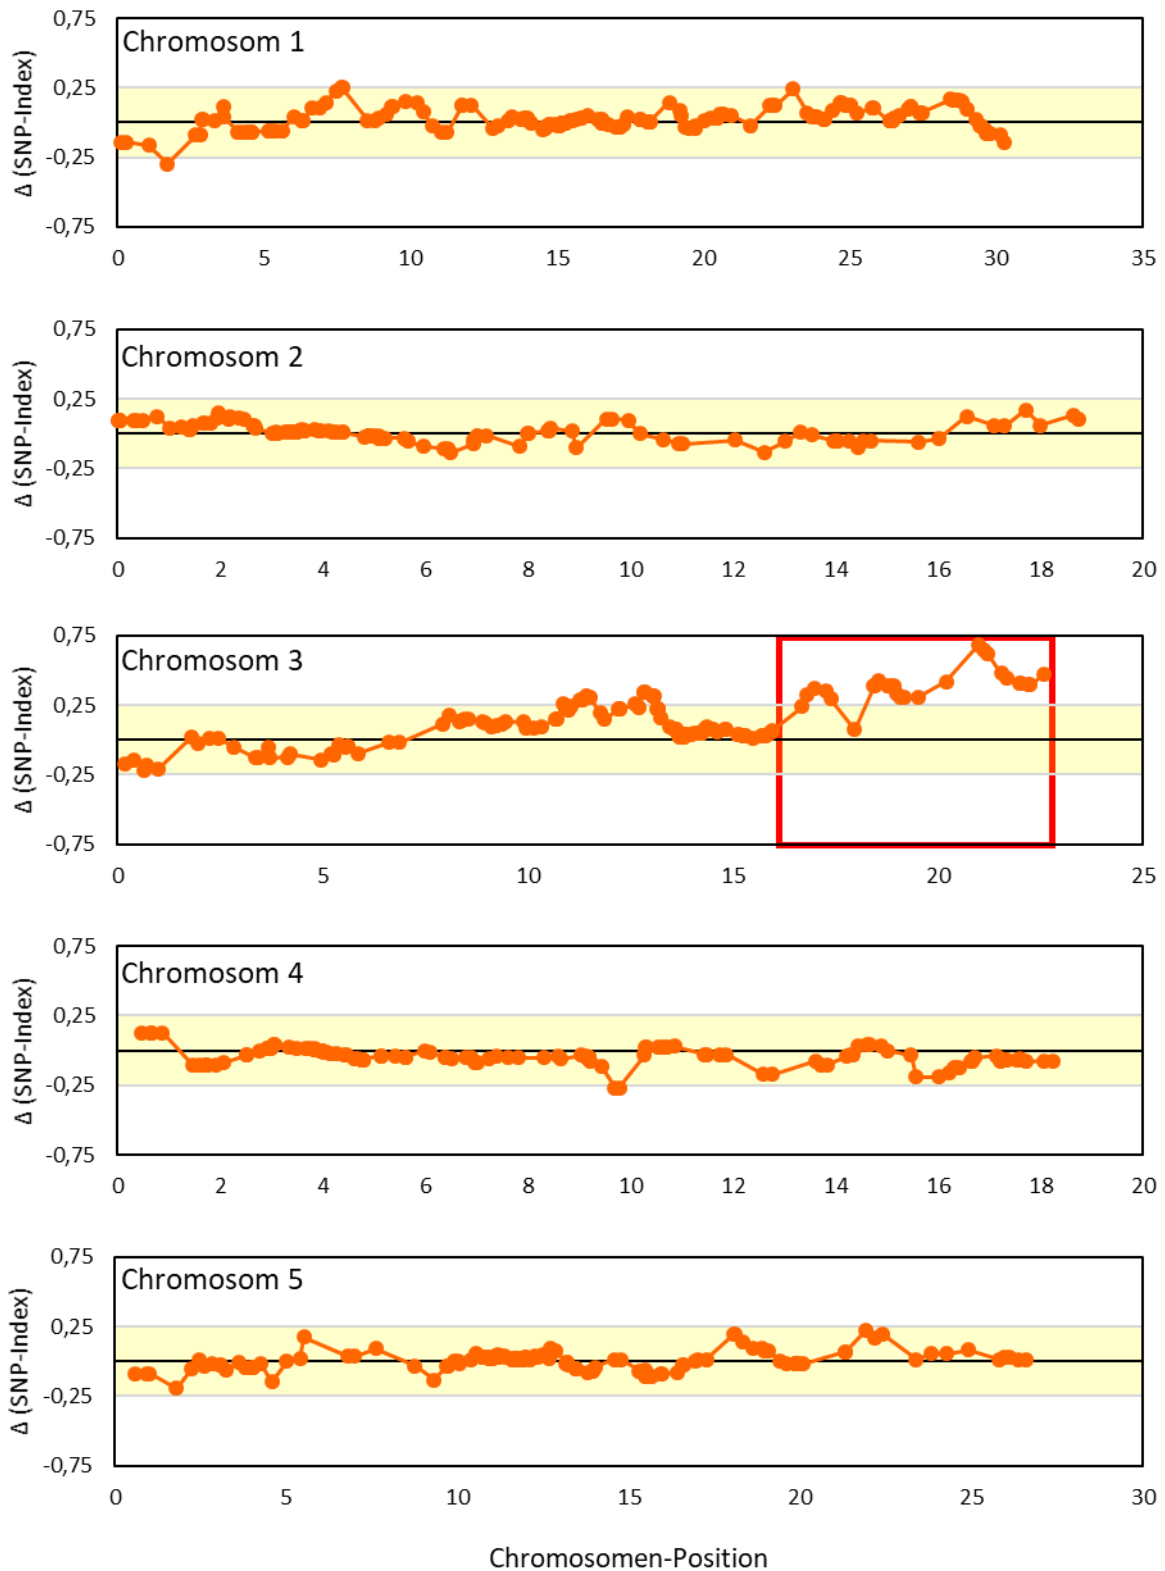 Chromosom 1
Δ (SNP-Index)
0,75
0,25
-0,25
-0,75
0 5 10 15 20 25 30 35
Chromosom 2
Δ (SNP-Index)
0,75
0,25
-0,25
-0,75
0 2 4 6 8 10 12 14 16 18 20
Chromosom 3
Δ (SNP-Index)
0,75
0,25
-0,25
-0,75
0 5 10 15 20 25
Chromosom 4
Δ (SNP-Index)
0,75
0,25
-0,25
-0,75
0 2 4 6 8 10 12 14 16 18 20
Chromosom 5
Δ (SNP-Index)
0,75
0,25
-0,25
-0,75
0 5 10 15 20 25 30
Chromosomen-Position